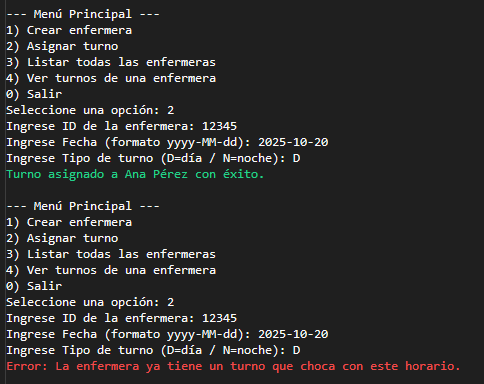 --- Menú Principal ---
1) Crear enfermera
2) Asignar turno
3) Listar todas las enfermeras
4) Ver turnos de una enfermera
0) Salir
Seleccione una opción: 2
Ingrese ID de la enfermera: 12345
Ingrese Fecha (formato yyyy-MM-dd): 2025-10-20
Ingrese Tipo de turno (D=día / N=noche): D
Turno asignado a Ana Pérez con éxito.

--- Menú Principal ---
1) Crear enfermera
2) Asignar turno
3) Listar todas las enfermeras
4) Ver turnos de una enfermera
0) Salir
Seleccione una opción: 2
Ingrese ID de la enfermera: 12345
Ingrese Fecha (formato yyyy-MM-dd): 2025-10-20
Ingrese Tipo de turno (D=día / N=noche): D
Error: La enfermera ya tiene un turno que choca con este horario.